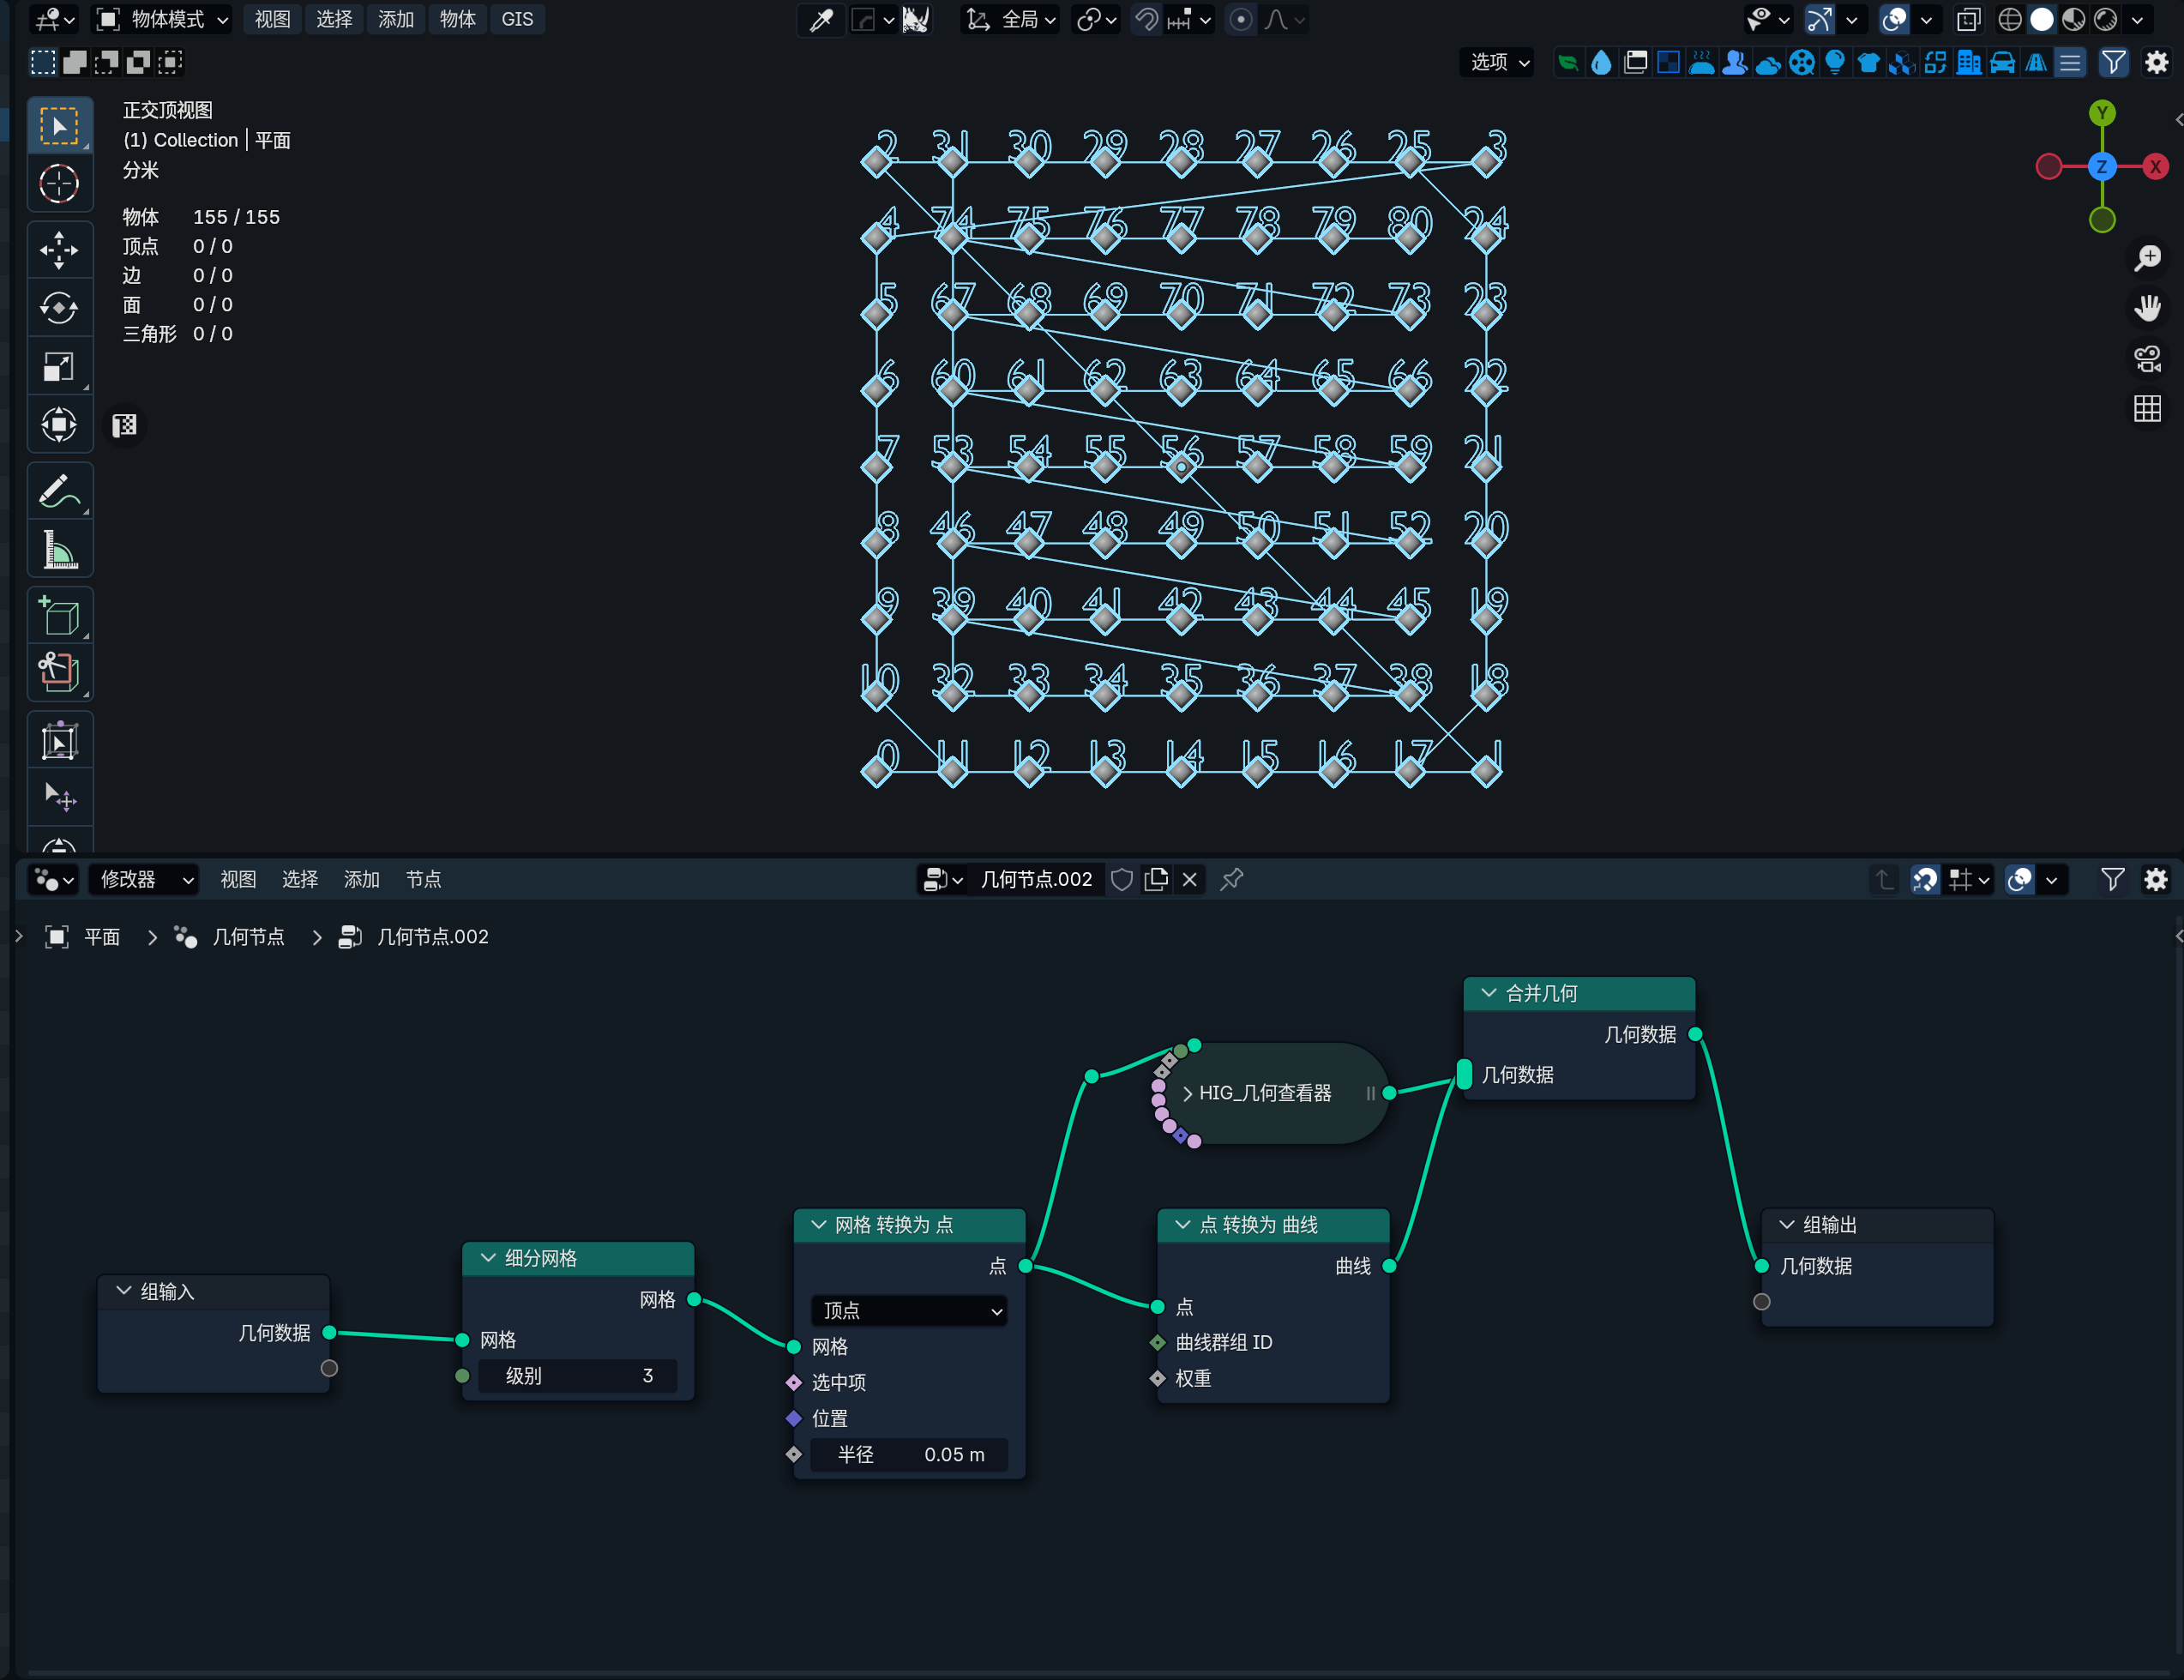 物体模式 视图 选择 添加 物体 GIS 全局
选项
正交顶视图
(1) Collection | 平面
分米
物体 155 / 155
顶点 0 / 0
边 0 / 0
面 0 / 0
三角形 0 / 0
Y
Z X
2 31 30 29 28 27 26 25 3
4 74 75 76 77 78 79 80 24
5 67 68 69 70 71 72 73 23
6 60 61 62 63 64 65 66 22
7 53 54 55 56 57 58 59 21
8 46 47 48 49 50 51 52 20
9 39 40 41 42 43 44 45 19
10 32 33 34 35 36 37 38 18
0 11 12 13 14 15 16 17 1
修改器 视图 选择 添加 节点 几何节点.002
平面 几何节点 几何节点.002
合并几何
几何数据
几何数据
HIG_几何查看器
组输入
几何数据
细分网格
网格
网格
级别 3
网格 转换为 点
点
顶点
网格
选中项
位置
半径 0.05 m
点 转换为 曲线
曲线
点
曲线群组 ID
权重
组输出
几何数据